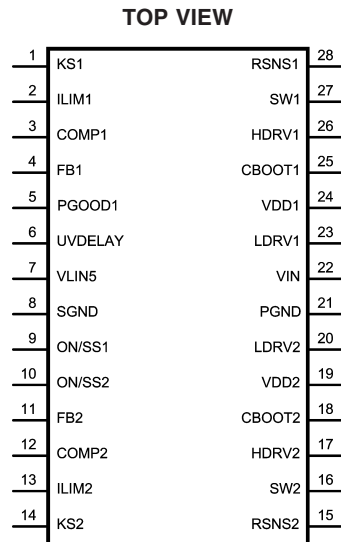 TOP VIEW
1 KS1 RSNS1 28
2 ILIM1 SW1 27
3 COMP1 HDRV1 26
4 FB1 CBOOT1 25
5 PGOOD1 VDD1 24
6 UVDELAY LDRV1 23
7 VLIN5 VIN 22
8 SGND PGND 21
9 ON/SS1 LDRV2 20
10 ON/SS2 VDD2 19
11 FB2 CBOOT2 18
12 COMP2 HDRV2 17
13 ILIM2 SW2 16
14 KS2 RSNS2 15